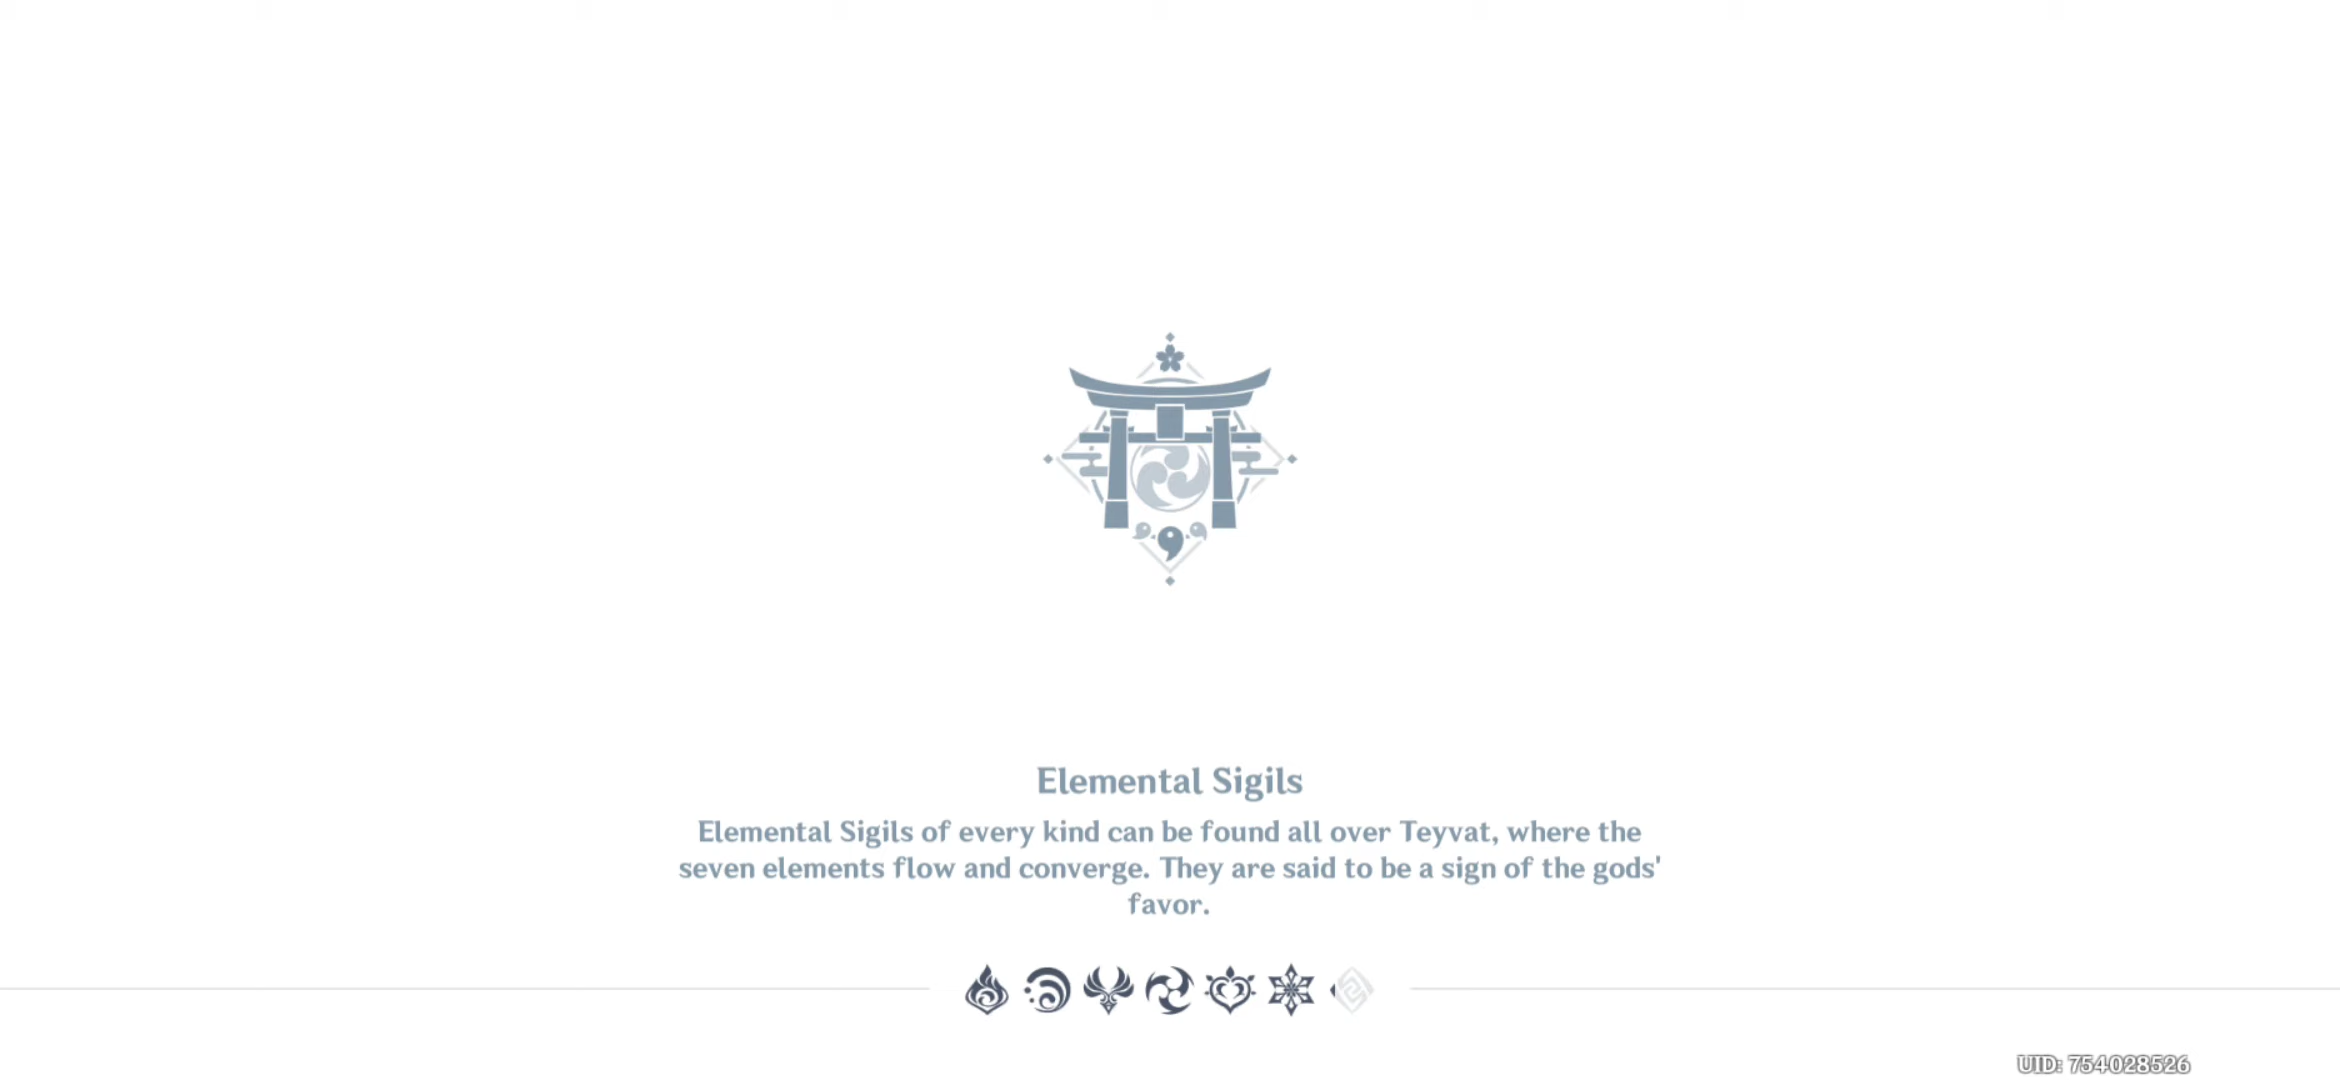 Elemental Sigils
Elemental Sigils of every kind can be found all over Teyvat, where the
seven elements flow and converge. They are said to be a sign of the gods'
favor.
UID: 754028526